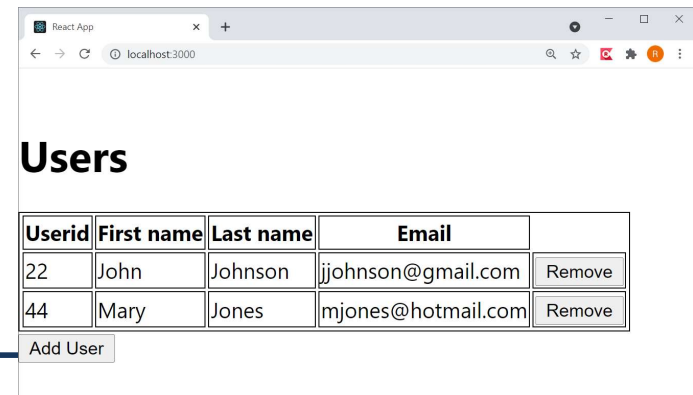 React App
localhost:3000
R
Users
Userid First name Last name Email
22 John Johnson jjohnson@gmail.com Remove
44 Mary Jones mjones@hotmail.com Remove
Add User